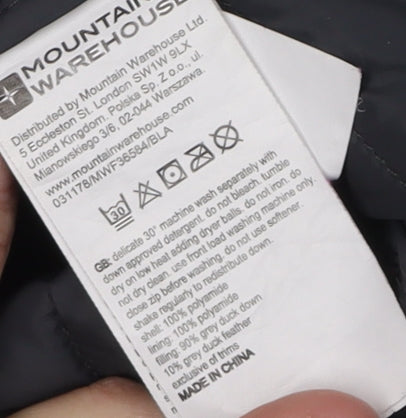 MOUNTAIN
WAREHOUSE
Distributed by Mountain Warehouse Ltd.
5 Eccleston St. London SW1W 9LX
United Kingdom. Polska Sp. Z o.o., ul.
Mianowskiego 3/6, 02-044 Warszawa.
www.mountainwarehouse.com
031178/MWF36584/BLA
30
GB: delicate 30° machine wash separately with
down approved detergent. do not bleach. tumble
dry on low heat adding dryer balls. do not iron. do
not dry clean. use front load washing machine only.
close zip before washing. do not use softener.
shake regularly to redistribute down.
shell: 100% polyamide
lining: 100% polyamide
filling: 90% grey duck down
10% grey duck feather
exclusive of trims
MADE IN CHINA